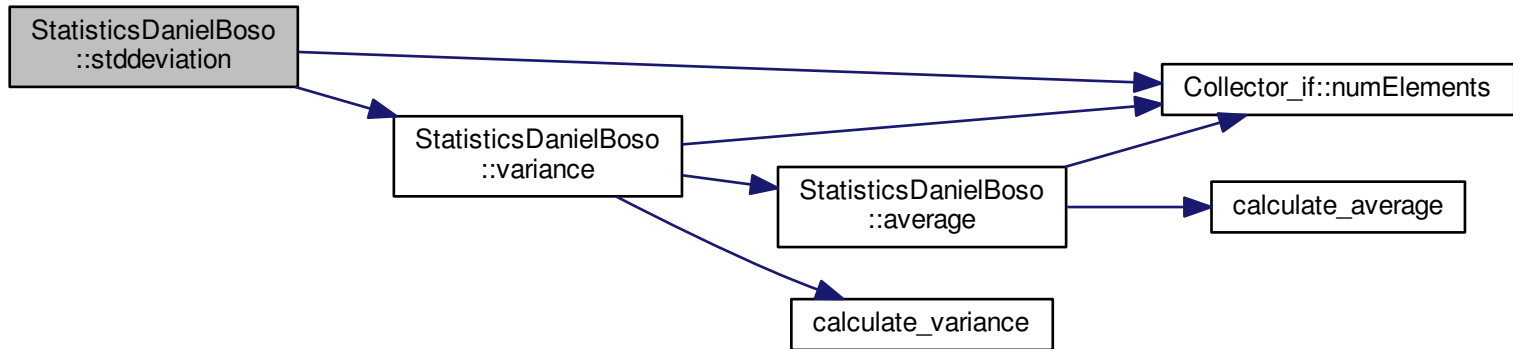 StatisticsDanielBoso
::stddeviation
Collector_if::numElements
StatisticsDanielBoso
::variance
StatisticsDanielBoso
::average
calculate_average
calculate_variance